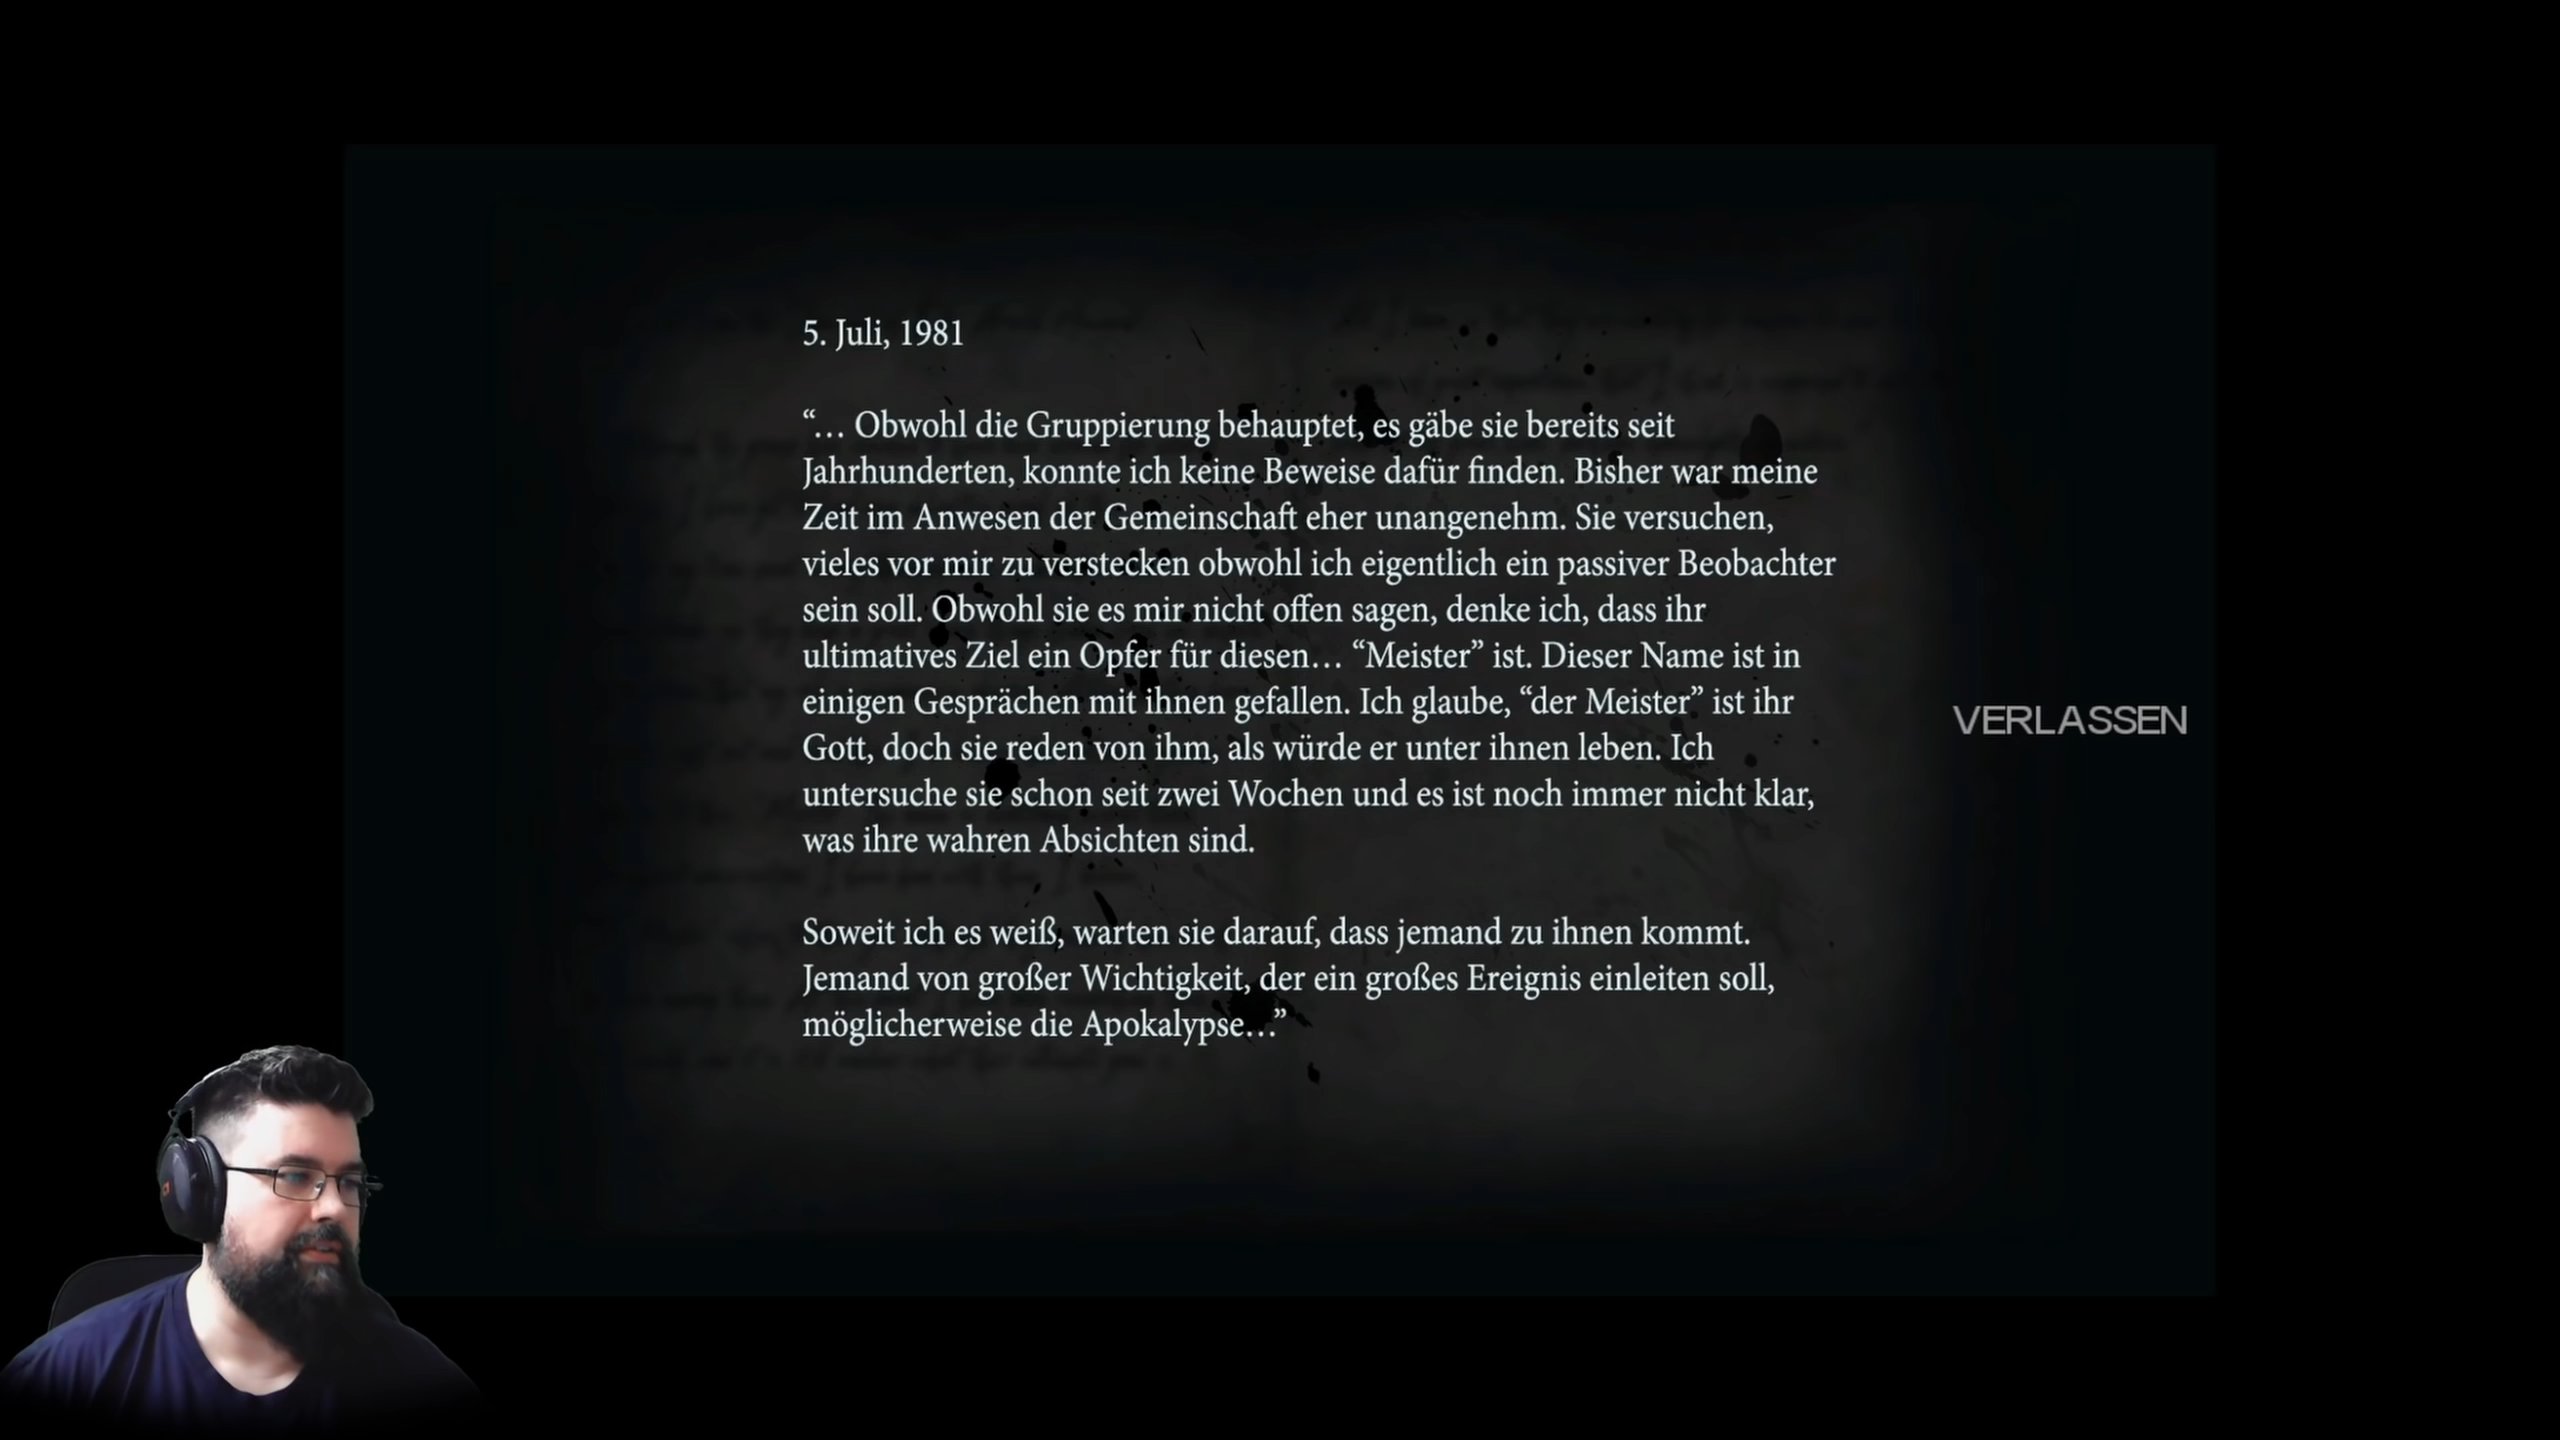 5. Juli, 1981
“… Obwohl die Gruppierung behauptet, es gäbe sie bereits seit
Jahrhunderten, konnte ich keine Beweise dafür finden. Bisher war meine
Zeit im Anwesen der Gemeinschaft eher unangenehm. Sie versuchen,
vieles vor mir zu verstecken obwohl ich eigentlich ein passiver Beobachter
sein soll. Obwohl sie es mir nicht offen sagen, denke ich, dass ihr
ultimatives Ziel ein Opfer für diesen… “Meister” ist. Dieser Name ist in
einigen Gesprächen mit ihnen gefallen. Ich glaube, “der Meister” ist ihr
Gott, doch sie reden von ihm, als würde er unter ihnen leben. Ich
untersuche sie schon seit zwei Wochen und es ist noch immer nicht klar,
was ihre wahren Absichten sind.
Soweit ich es weiß, warten sie darauf, dass jemand zu ihnen kommt.
Jemand von großer Wichtigkeit, der ein großes Ereignis einleiten soll,
möglicherweise die Apokalypse…”
VERLASSEN